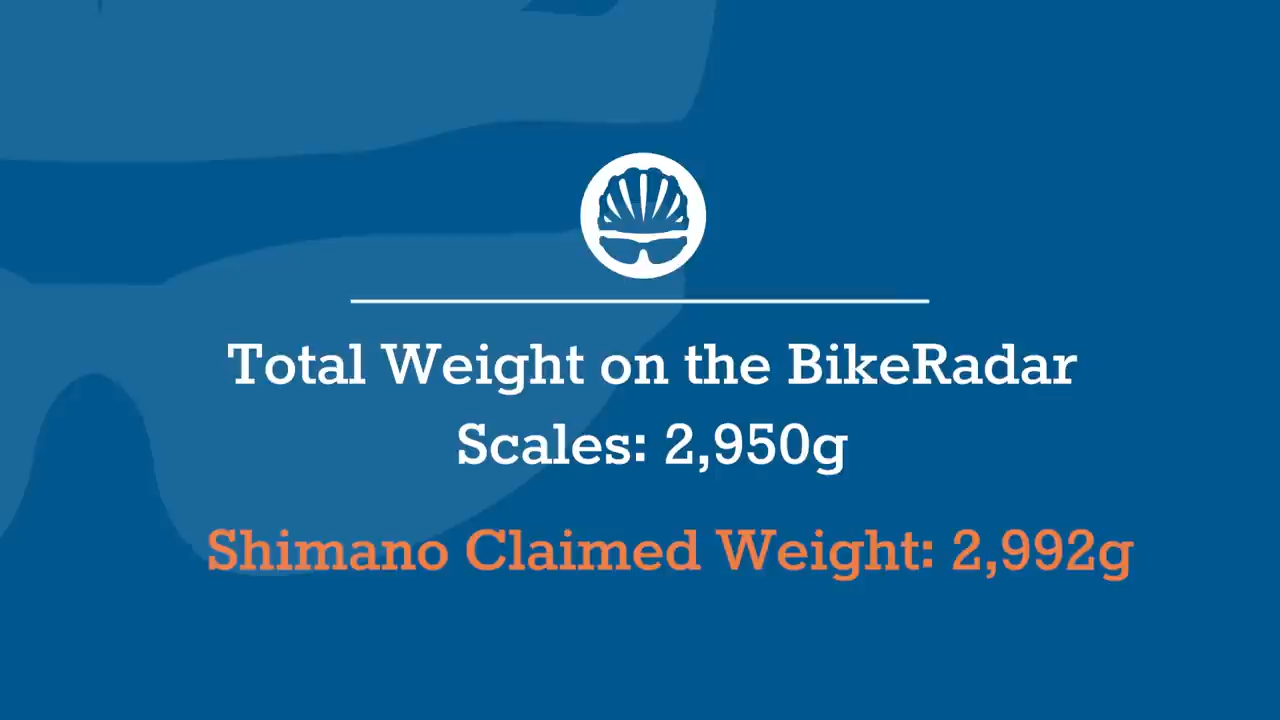 Total Weight on the BikeRadar
Scales: 2,950g
Shimano Claimed Weight: 2,992g